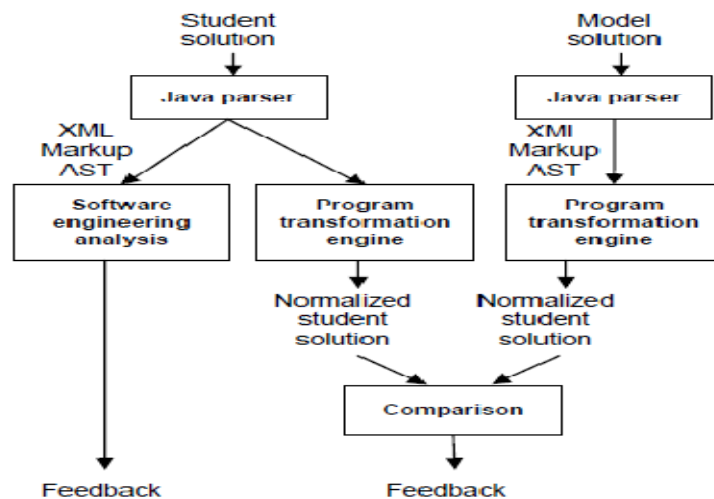 Student
solution
Model
solution
Java parser
Java parser
XML
Markup
AST
XMI
Markup
AST
Software
engineering
analysis
Program
transformation
engine
Program
transformation
engine
Normalized
student
solution
Normalized
student
solution
Comparison
Feedback
Feedback